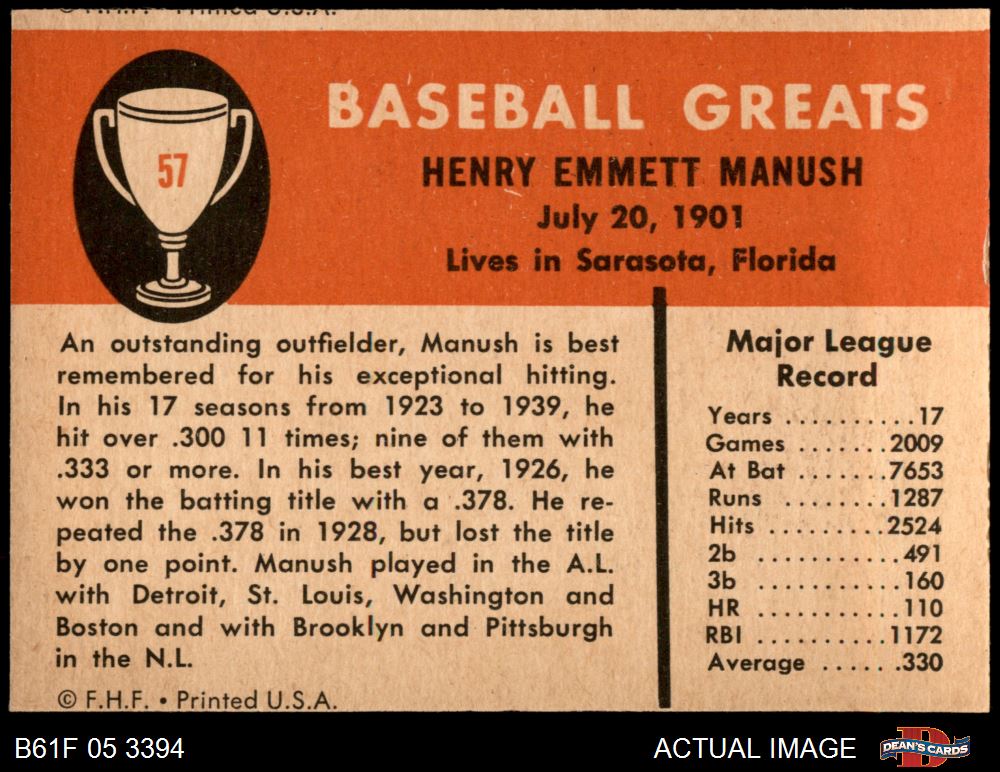 © F.H.F. • Printed U.S.A.
57
BASEBALL GREATS
HENRY EMMETT MANUSH
July 20, 1901
Lives in Sarasota, Florida
An outstanding outfielder, Manush is best
remembered for his exceptional hitting.
In his 17 seasons from 1923 to 1939, he
hit over .300 11 times; nine of them with
.333 or more. In his best year, 1926, he
won the batting title with a .378. He re-
peated the .378 in 1928, but lost the title
by one point. Manush played in the A.L.
with Detroit, St. Louis, Washington and
Boston and with Brooklyn and Pittsburgh
in the N.L.
© F.H.F. • Printed U.S.A.
Major League
Record
Years ..........17
Games .......2009
At Bat .......7653
Runs ........1287
Hits .........2524
2b ...........491
3b ...........160
HR ...........110
RBI ..........1172
Average ......330
B61F 05 3394
ACTUAL IMAGE
DEAN'S CARDS